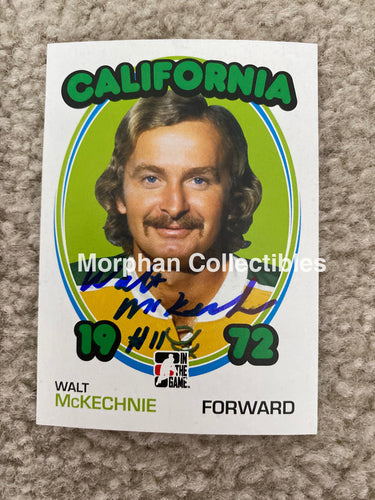 CALIFORNIA
Morphan Collectibles
Walt
McKechnie
19 #11 72
IN
THE
GAME
WALT
McKECHNIE FORWARD